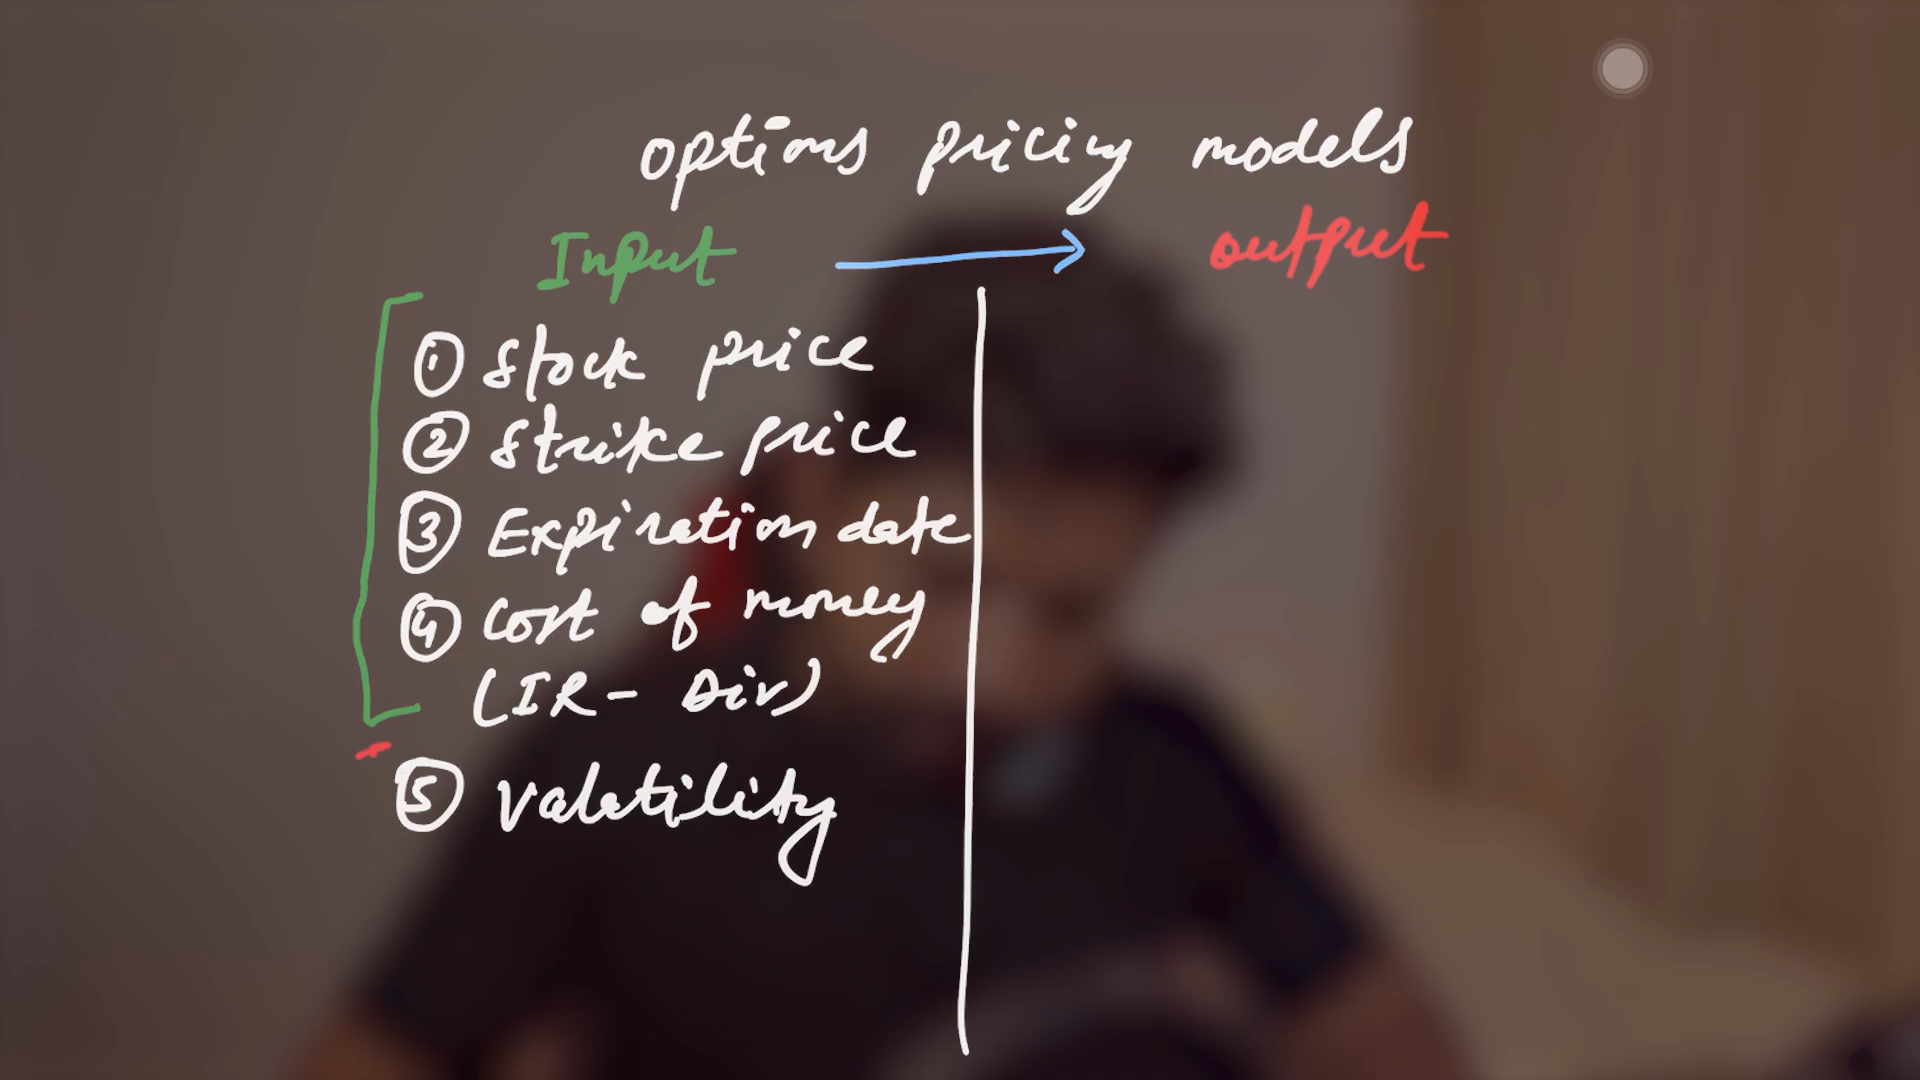 options pricing models
Input → output
① Stock price
② Strike price
③ Expiration date
④ Cost of money
(IR - Div)
⑤ Volatility